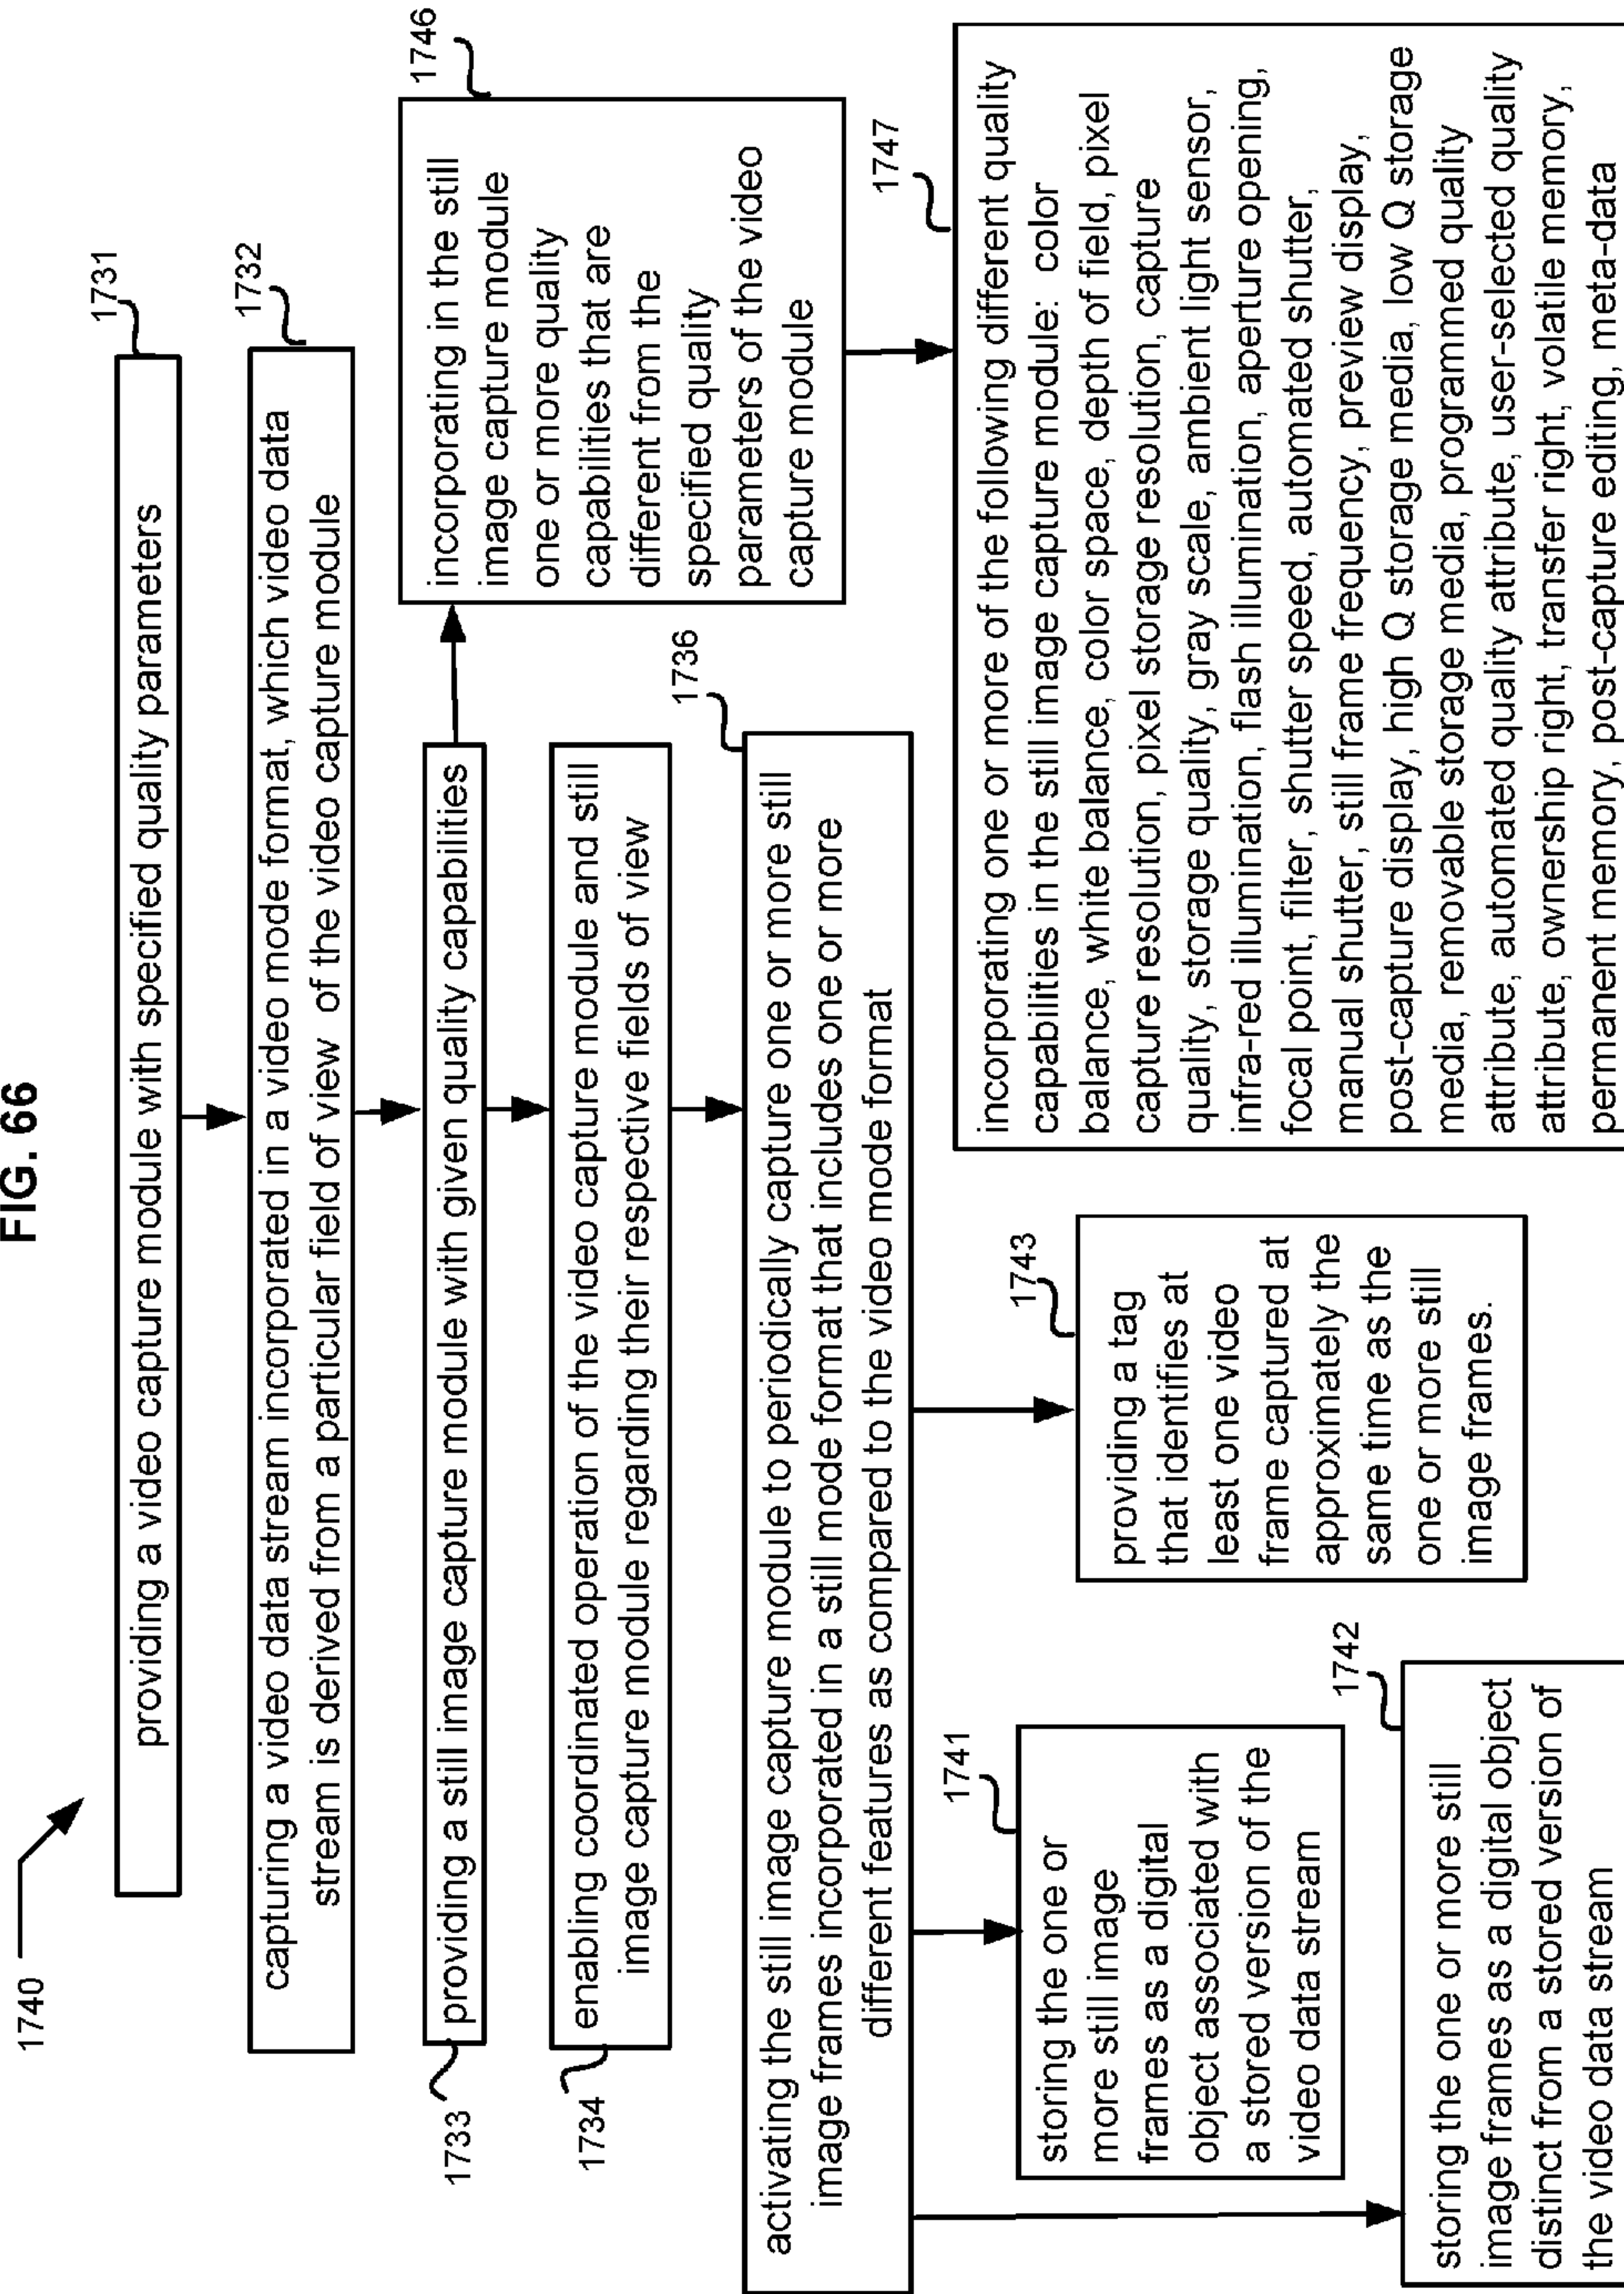 FIG. 66
1740
1731
providing a video capture module with specified quality parameters
1732
capturing a video data stream incorporated in a video mode format, which video data
stream is derived from a particular field of view of the video capture module
1733
providing a still image capture module with given quality capabilities
1734
enabling coordinated operation of the video capture module and still
image capture module regarding their respective fields of view
1736
activating the still image capture module to periodically capture one or more still
image frames incorporated in a still mode format that includes one or more
different features as compared to the video mode format
1746
incorporating in the still
image capture module
one or more quality
capabilities that are
different from the
specified quality
parameters of the video
capture module
1741
storing the one or
more still image
frames as a digital
object associated with
a stored version of the
video data stream
1742
storing the one or more still
image frames as a digital object
distinct from a stored version of
the video data stream
1743
providing a tag
that identifies at
least one video
frame captured at
approximately the
same time as the
one or more still
image frames.
1747
incorporating one or more of the following different quality
capabilities in the still image capture module: color
balance, white balance, color space, depth of field, pixel
capture resolution, pixel storage resolution, capture
quality, storage quality, gray scale, ambient light sensor,
infra-red illumination, flash illumination, aperture opening,
focal point, filter, shutter speed, automated shutter,
manual shutter, still frame frequency, preview display,
post-capture display, high Q storage media, low Q storage
media, removable storage media, programmed quality
attribute, automated quality attribute, user-selected quality
attribute, ownership right, transfer right, volatile memory,
permanent memory, post-capture editing, meta-data